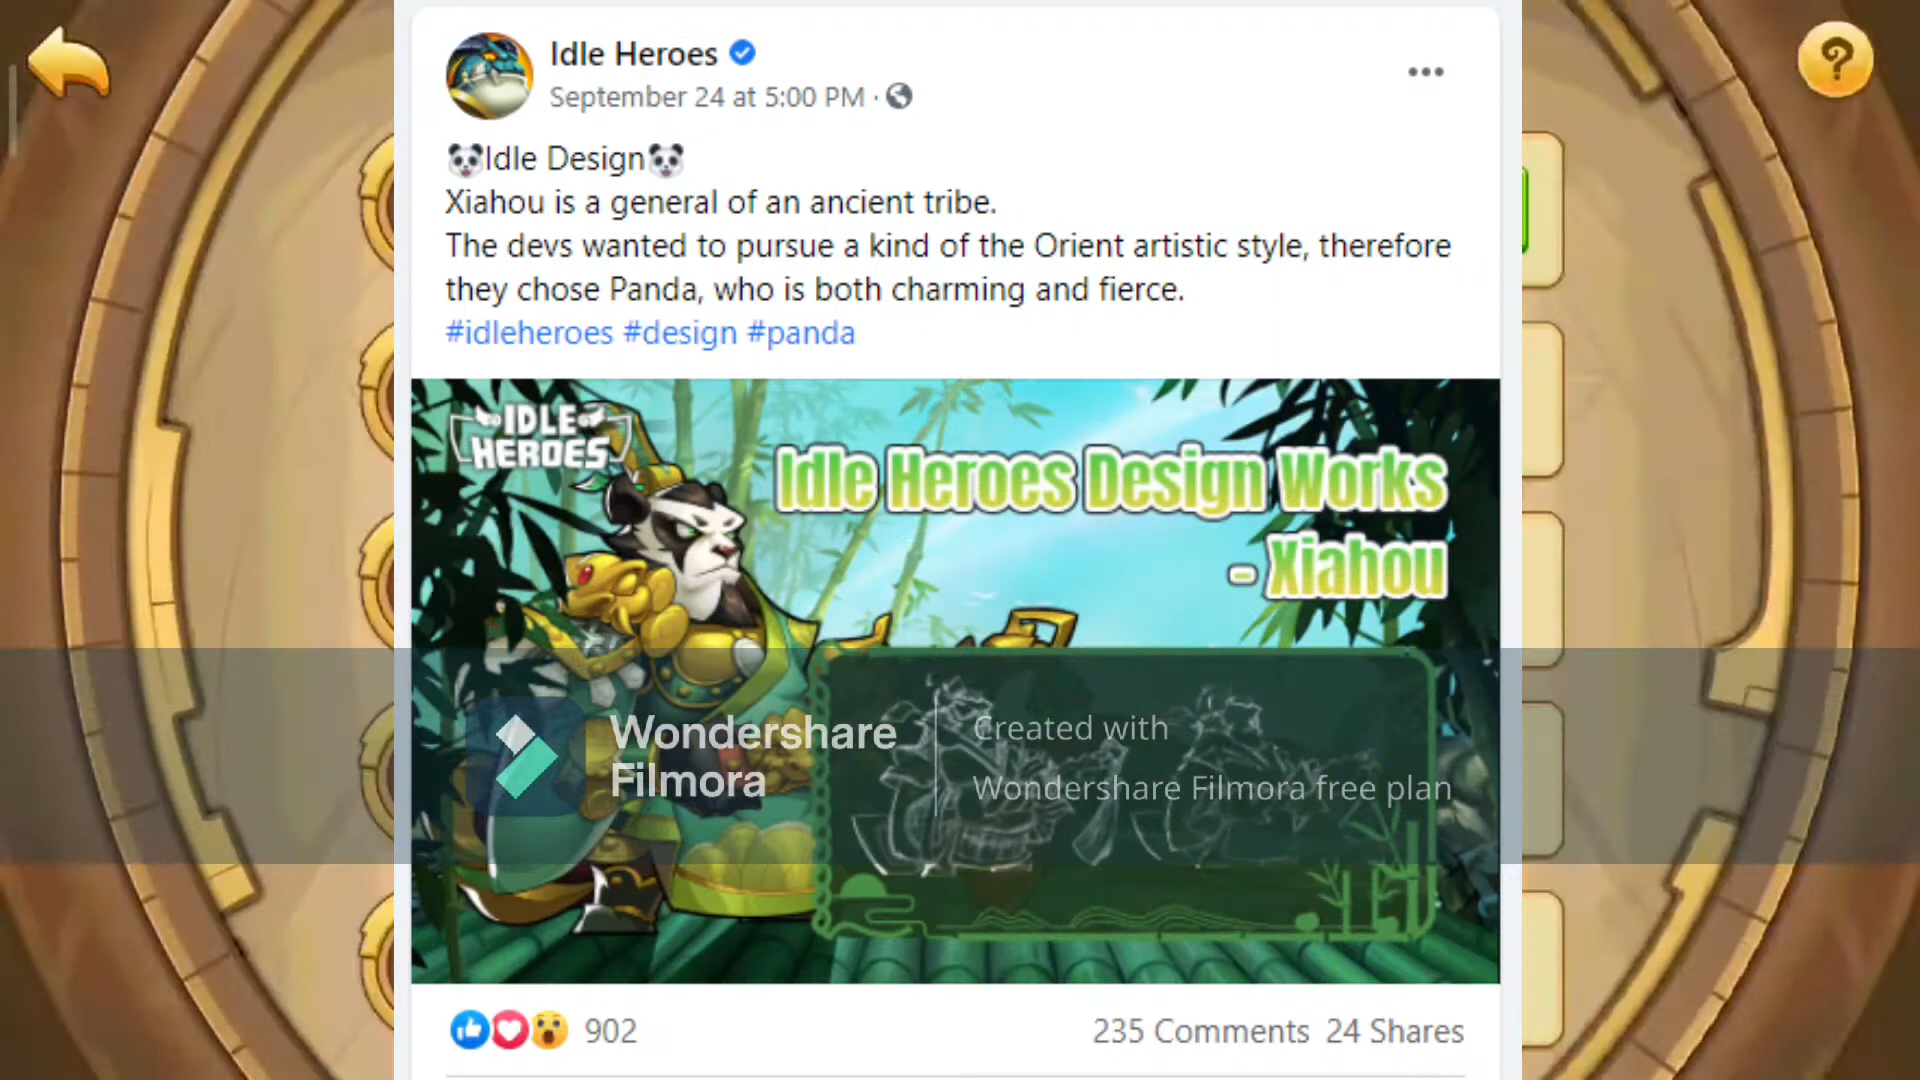 Idle Heroes
September 24 at 5:00 PM ·
🐼Idle Design🐼
Xiahou is a general of an ancient tribe.
The devs wanted to pursue a kind of the Orient artistic style, therefore
they chose Panda, who is both charming and fierce.
#idleheroes #design #panda
IDLE
HEROES
Idle Heroes Design Works
- Xiahou
Wondershare
Filmora
Created with
Wondershare Filmora free plan
902
235 Comments 24 Shares
?